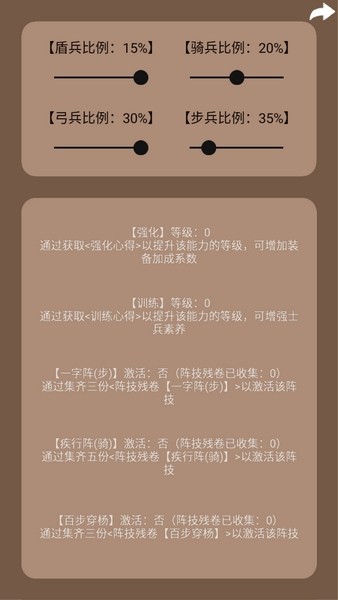 【盾兵比例：15%】 【骑兵比例：20%】
【弓兵比例：30%】 【步兵比例：35%】
【强化】等级：0
通过获取<强化心得>以提升该能力的等级，可增加装
备加成系数
【训练】等级：0
通过获取<训练心得>以提升该能力的等级，可增强士
兵素养
【一字阵(步)】激活：否（阵技残卷已收集：0）
通过集齐三份<阵技残卷【一字阵(步)】>以激活该阵
技
【疾行阵(骑)】激活：否（阵技残卷已收集：0）
通过集齐五份<阵技残卷【疾行阵(骑)】>以激活该阵
技
【百步穿杨】激活：否（阵技残卷已收集：0）
通过集齐三份<阵技残卷【百步穿杨】>以激活该阵技